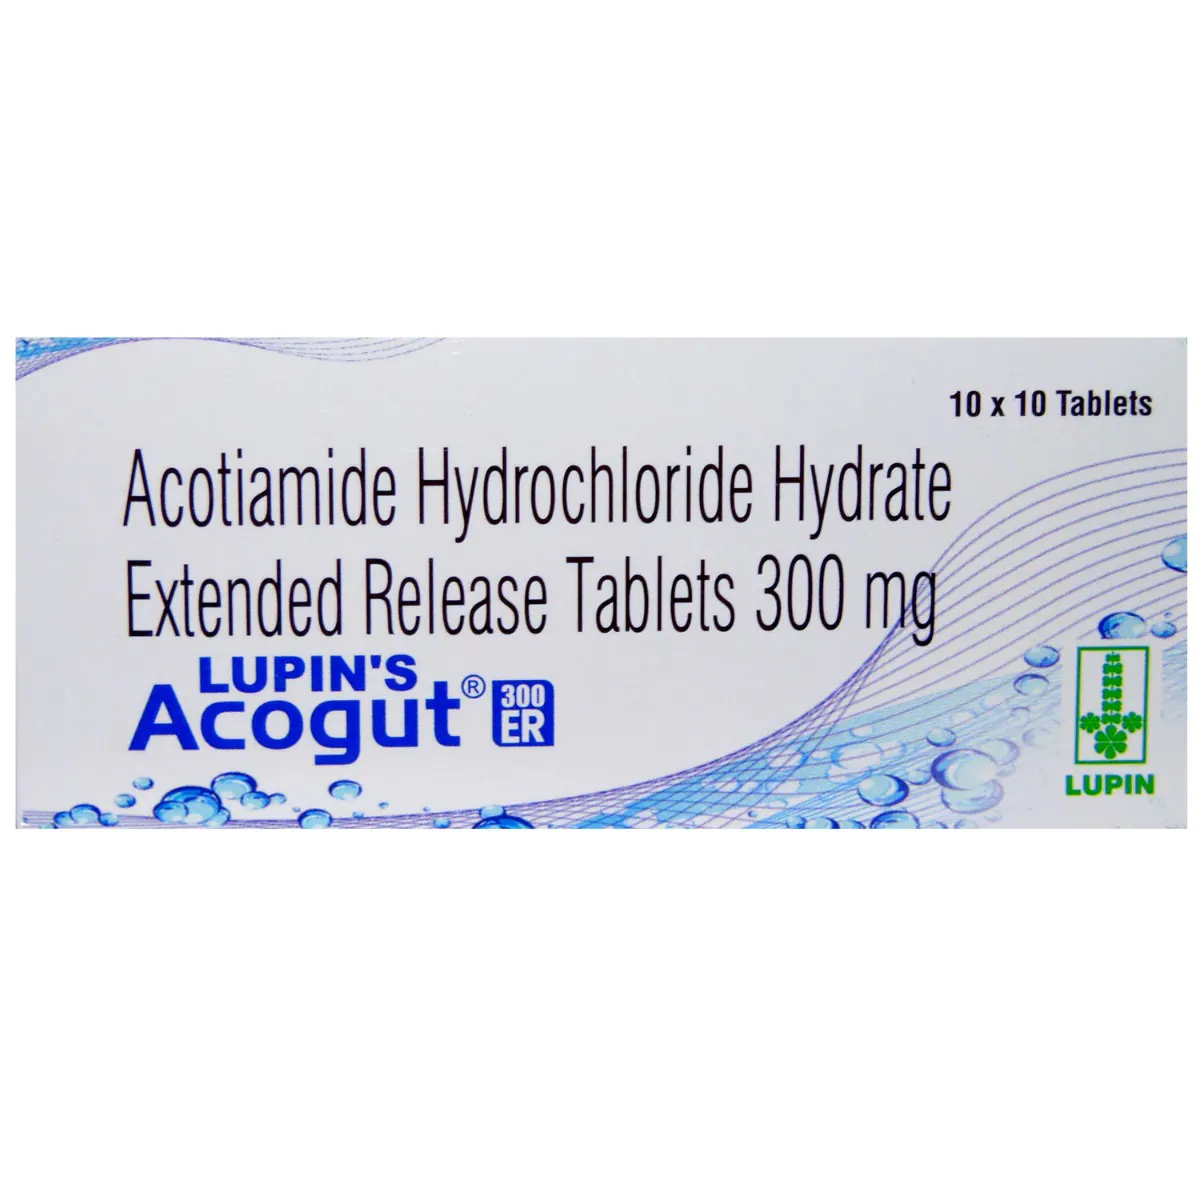 10 x 10 Tablets
Acotiamide Hydrochloride Hydrate
Extended Release Tablets 300 mg
LUPIN'S
Acogut® 300 ER
LUPIN